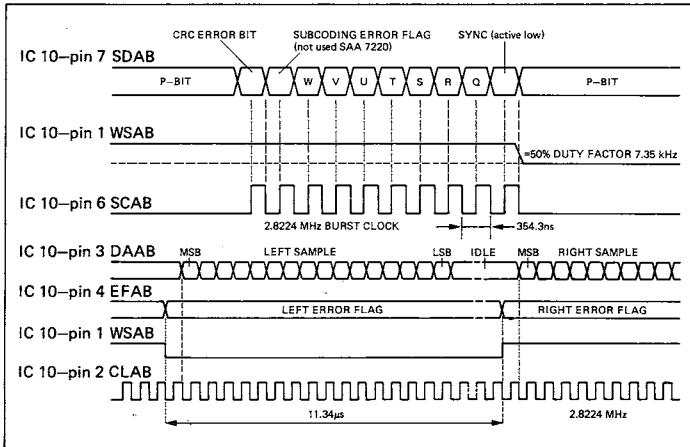 CRC ERROR BIT
SUBCODING ERROR FLAG
(not used SAA 7220)
SYNC (active low)
IC 10–pin 7 SDAB
P-BIT
W V U T S R Q
P-BIT
IC 10–pin 1 WSAB
=50% DUTY FACTOR 7.35 kHz
IC 10–pin 6 SCAB
2.8224 MHz BURST CLOCK
354.3ns
IC 10–pin 3 DAAB
MSB
LEFT SAMPLE
LSB
IDLE
MSB
RIGHT SAMPLE
IC 10–pin 4 EFAB
LEFT ERROR FLAG
RIGHT ERROR FLAG
IC 10–pin 1 WSAB
IC 10–pin 2 CLAB
11.34µs
2.8224 MHz